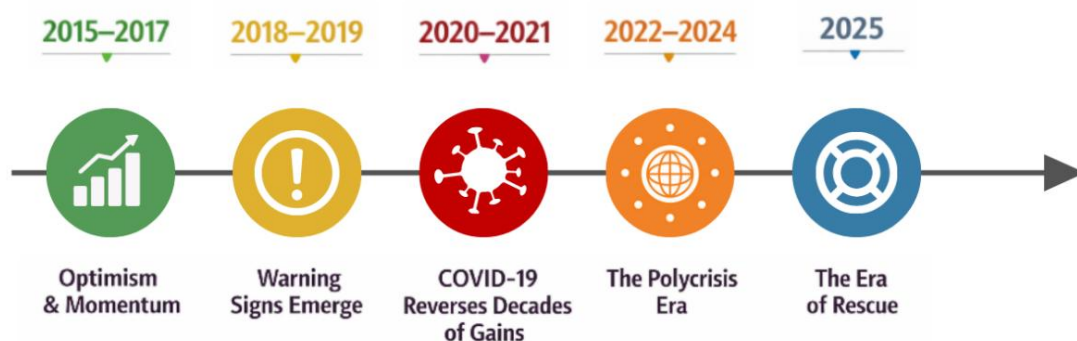 2015–2017
2018–2019
2020–2021
2022–2024
2025
Optimism
& Momentum
Warning
Signs Emerge
COVID-19
Reverses Decades
of Gains
The Polycrisis
Era
The Era
of Rescue